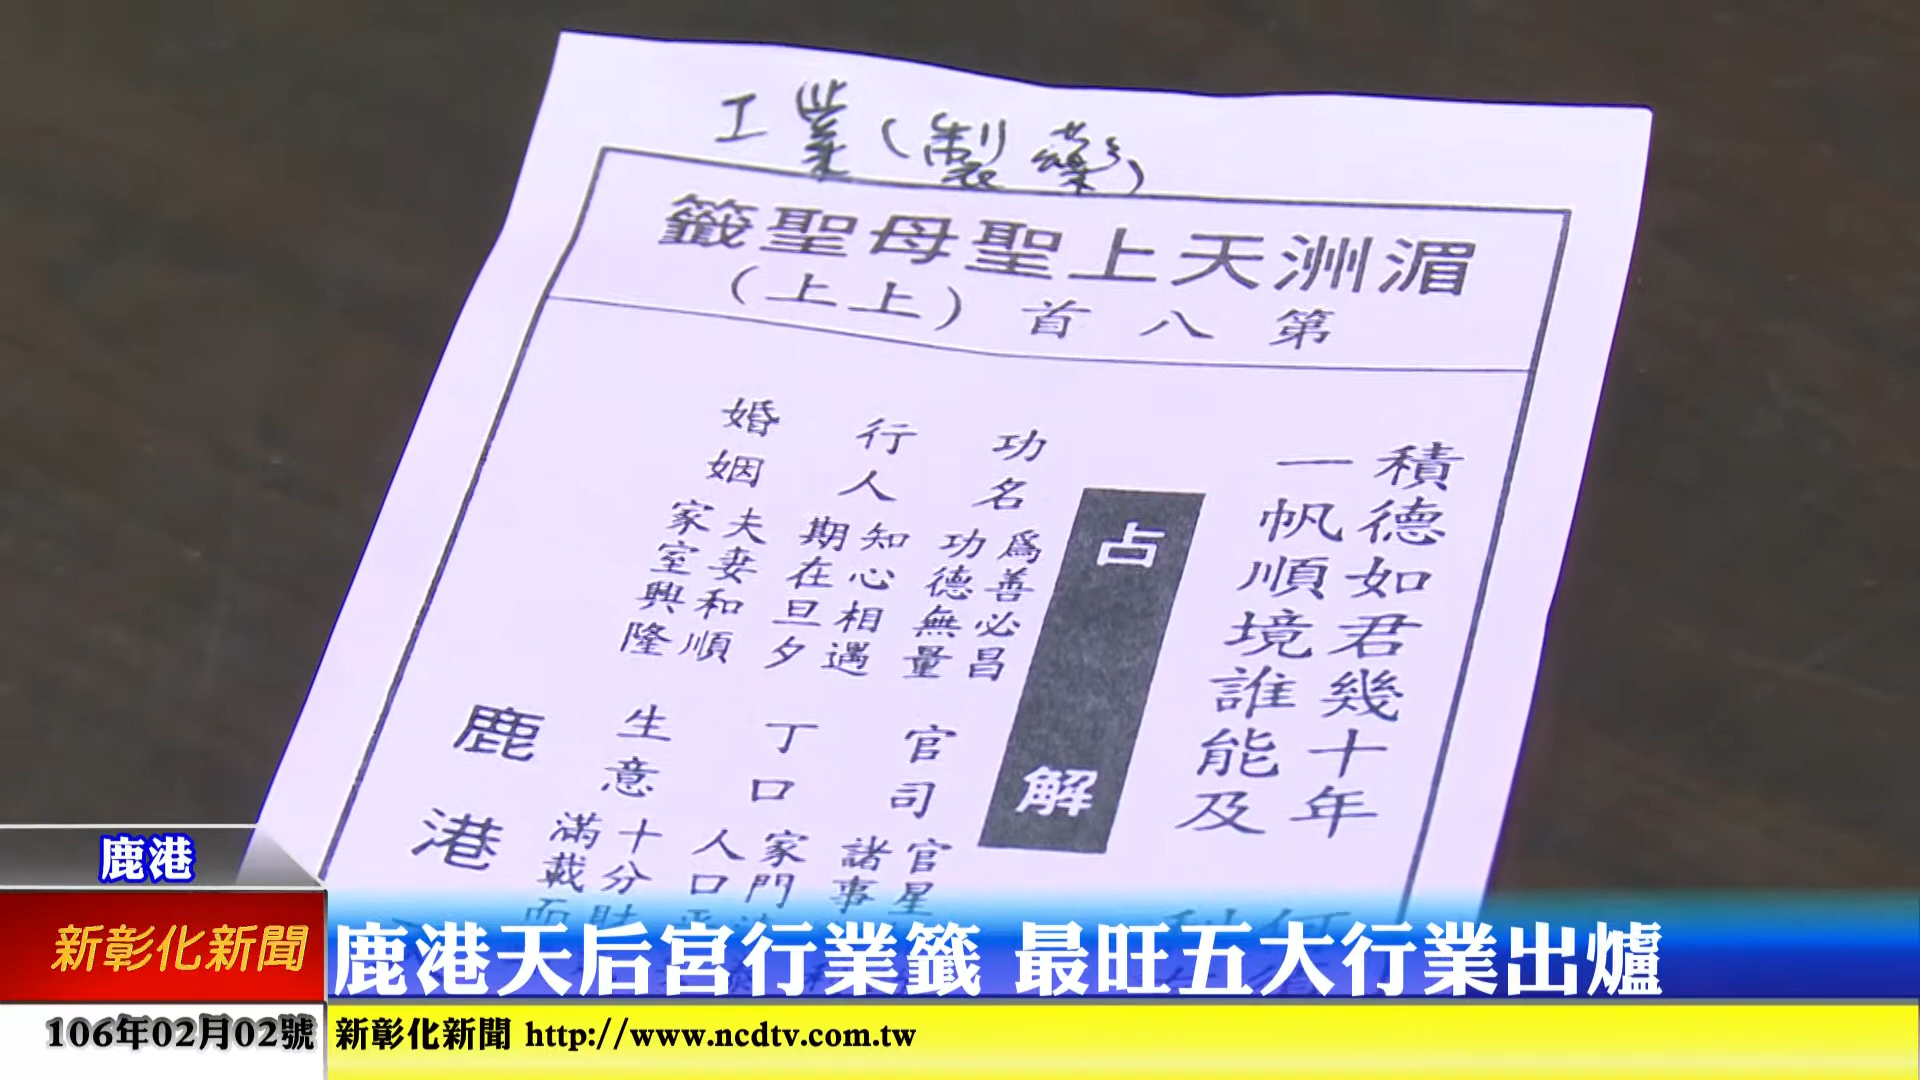 工業(製藥)
湄洲天上聖母聖籤
第八首(上上)
積德如君幾十年
一帆順境誰能及
占解
功名
為善必昌
功德無量
行人
知心相遇
期在旦夕
婚姻
夫妻和順
家室興隆
官司
官星
諸事
丁口
家門
人口
生意
十分財
滿載而
鹿港
鹿港
新彰化新聞
鹿港天后宮行業籤 最旺五大行業出爐
106年02月02號
新彰化新聞 http://www.ncdtv.com.tw